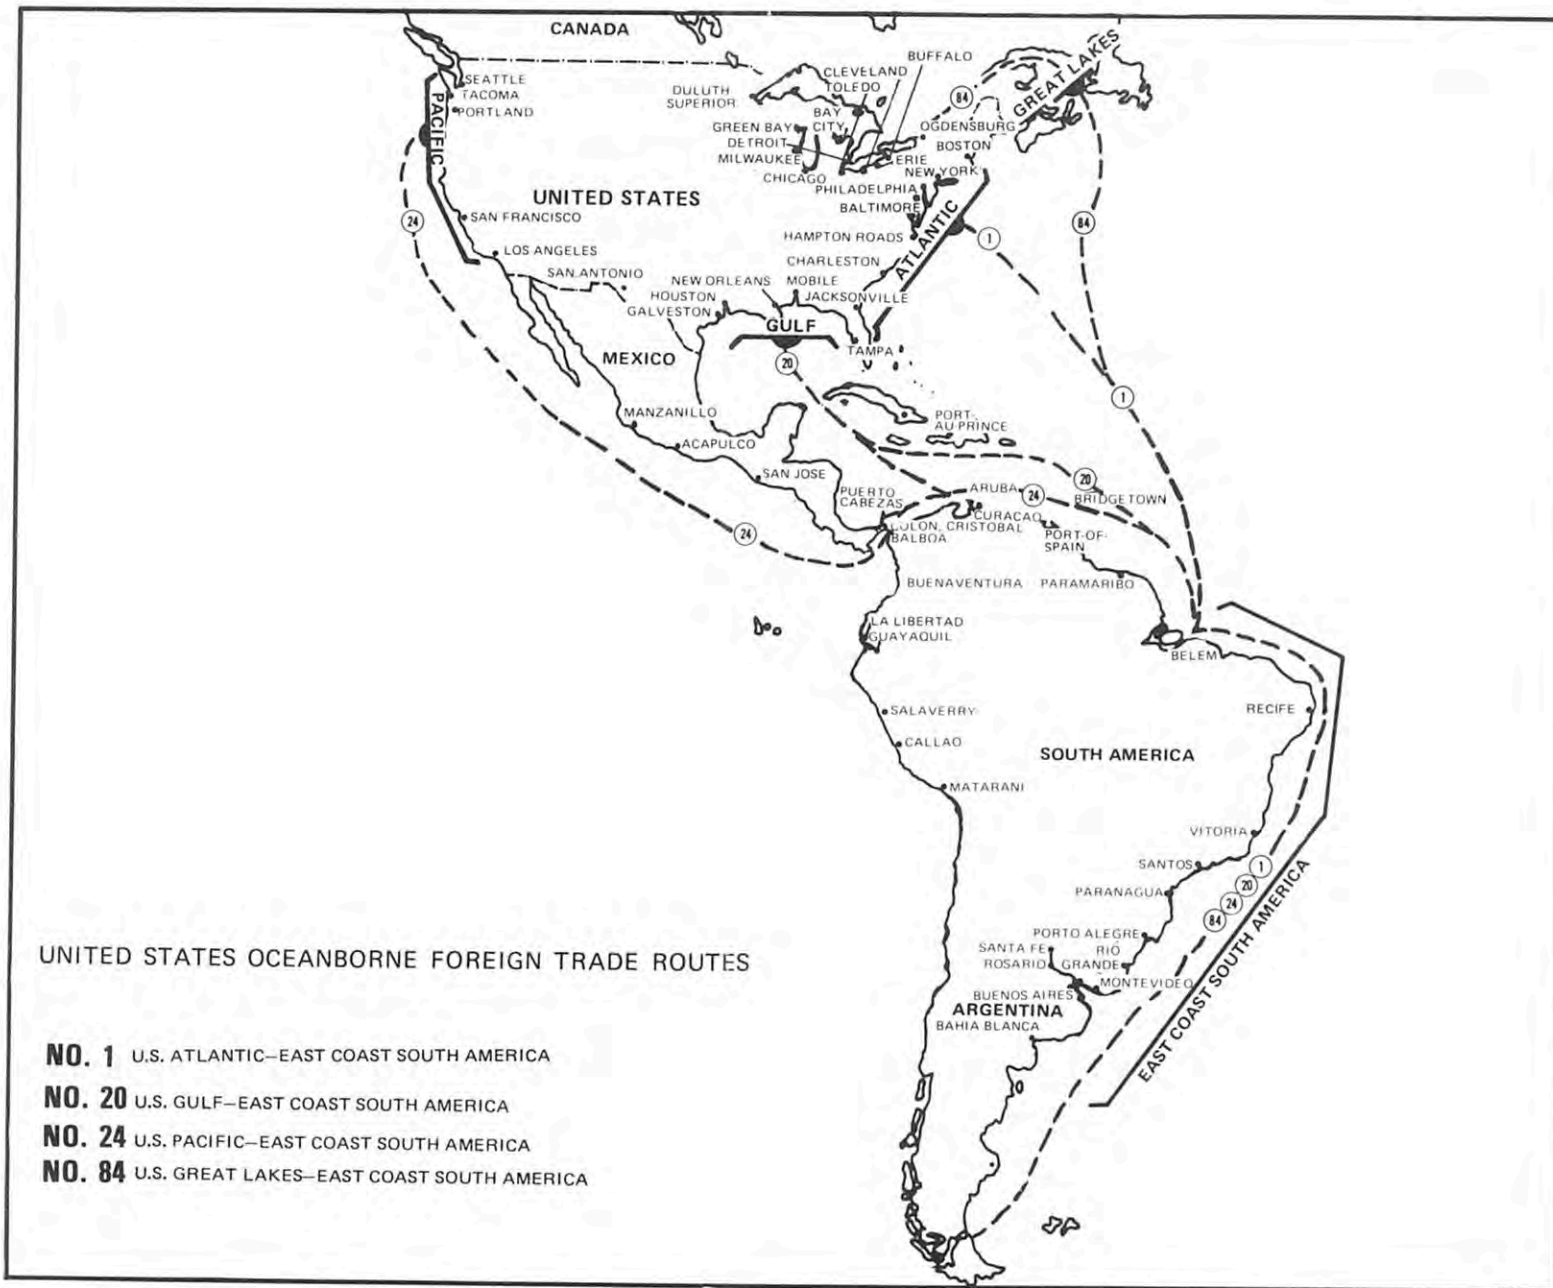 CANADA
BUFFALO
CLEVELAND
TOLEDO
GREAT LAKES
SEATTLE
TACOMA
PORTLAND
PACIFIC
DULUTH
SUPERIOR
BAY
CITY
84
GREEN BAY
DETROIT
MILWAUKEE
CHICAGO
OGDENSBURG
BOSTON
ERIE
NEW YORK
PHILADELPHIA
BALTIMORE
HAMPTON ROADS
CHARLESTON
ATLANTIC
1
84
UNITED STATES
24
SAN FRANCISCO
LOS ANGELES
SAN ANTONIO
NEW ORLEANS
MOBILE
HOUSTON
JACKSONVILLE
GALVESTON
GULF
TAMPA
MEXICO
20
1
MANZANILLO
ACAPULCO
PORT-
AU-PRINCE
SAN JOSE
20
PUERTO
CABEZAS
ARUBA
24
BRIDGETOWN
CURACAO
COLON, CRISTOBAL
BALBOA
PORT-OF-
SPAIN
24
BUENAVENTURA
PARAMARIBO
LA LIBERTAD
GUAYAQUIL
BELEM
SALAVERRY
RECIFE
CALLAO
SOUTH AMERICA
MATARANI
VITORIA
SANTOS
1
20
24
84
PARANAGUA
EAST COAST SOUTH AMERICA
PORTO ALEGRE
SANTA FE
RIO
ROSARIO
GRANDE
MONTEVIDEO
BUENOS AIRES
ARGENTINA
BAHIA BLANCA
UNITED STATES OCEANBORNE FOREIGN TRADE ROUTES
NO. 1 U.S. ATLANTIC–EAST COAST SOUTH AMERICA
NO. 20 U.S. GULF–EAST COAST SOUTH AMERICA
NO. 24 U.S. PACIFIC–EAST COAST SOUTH AMERICA
NO. 84 U.S. GREAT LAKES–EAST COAST SOUTH AMERICA